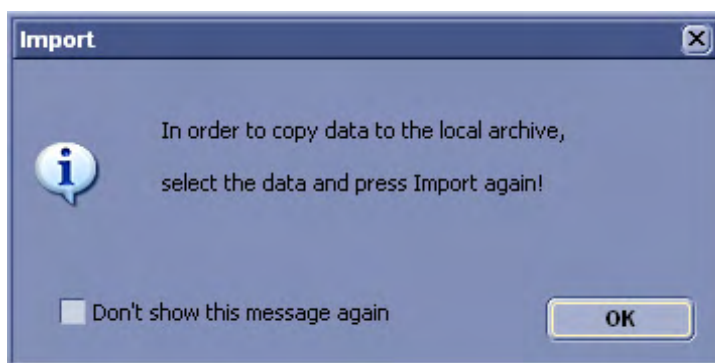 Import
In order to copy data to the local archive,
select the data and press Import again!
Don't show this message again
OK